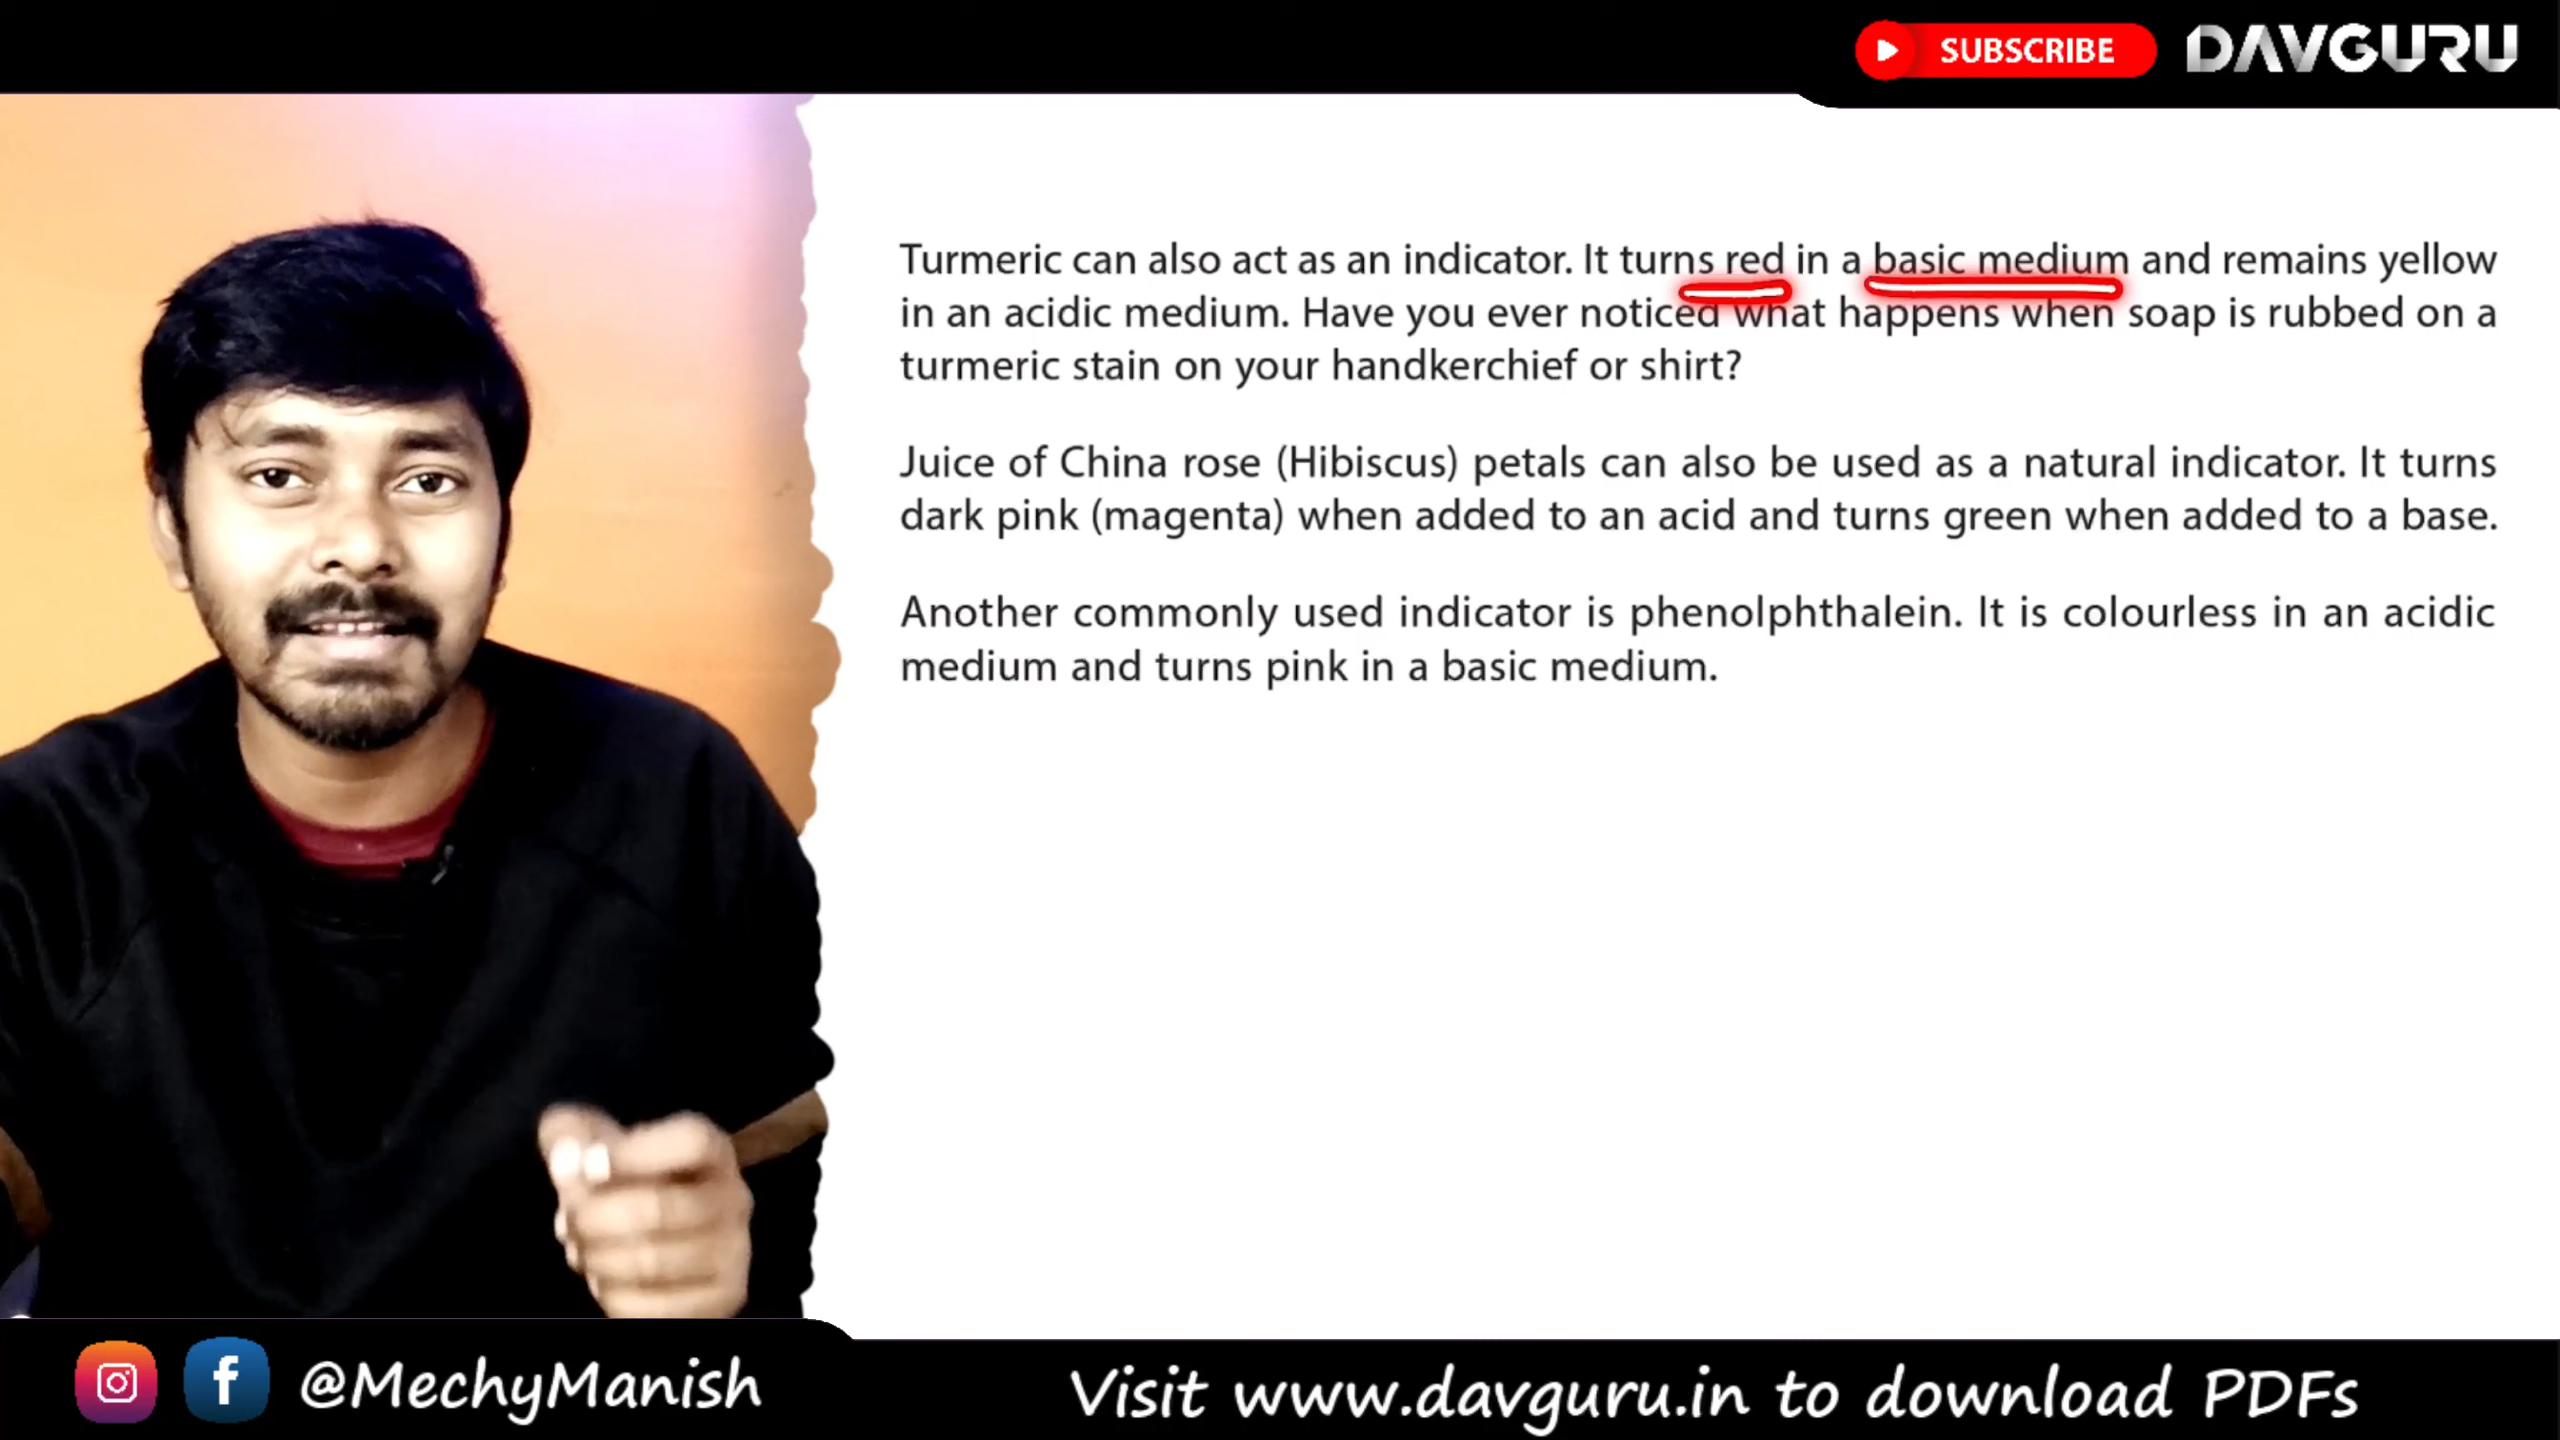 SUBSCRIBE DAVGURU
Turmeric can also act as an indicator. It turns red in a basic medium and remains yellow
in an acidic medium. Have you ever noticed what happens when soap is rubbed on a
turmeric stain on your handkerchief or shirt?
Juice of China rose (Hibiscus) petals can also be used as a natural indicator. It turns
dark pink (magenta) when added to an acid and turns green when added to a base.
Another commonly used indicator is phenolphthalein. It is colourless in an acidic
medium and turns pink in a basic medium.
@MechyManish
Visit www.davguru.in to download PDFs